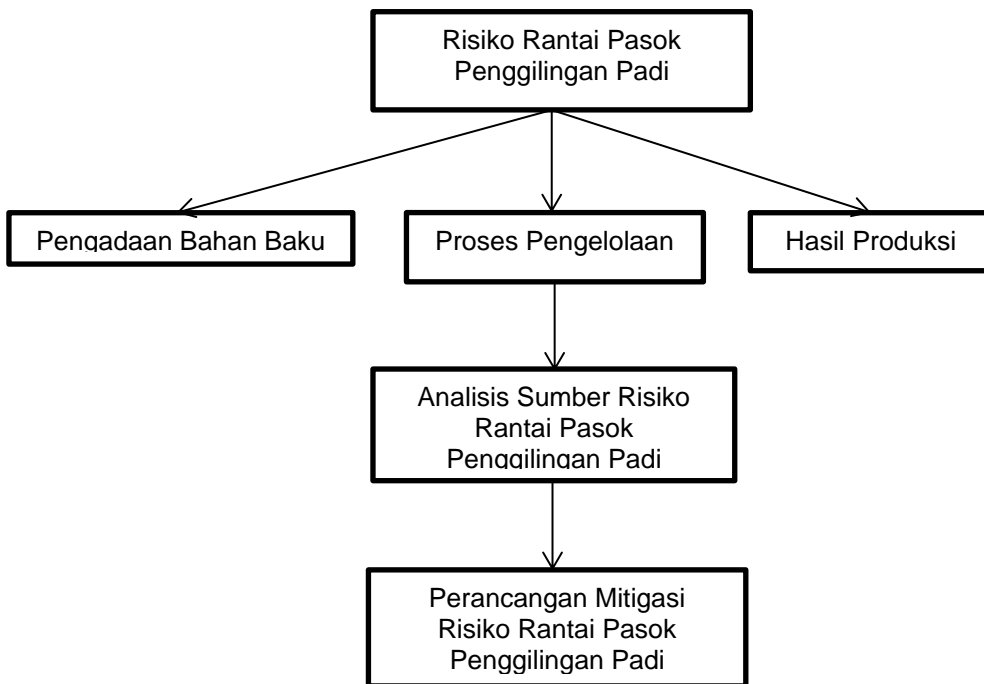 Risiko Rantai Pasok
Penggilingan Padi
Pengadaan Bahan Baku
Proses Pengelolaan
Hasil Produksi
Analisis Sumber Risiko
Rantai Pasok
Penggilingan Padi
Perancangan Mitigasi
Risiko Rantai Pasok
Penggilingan Padi